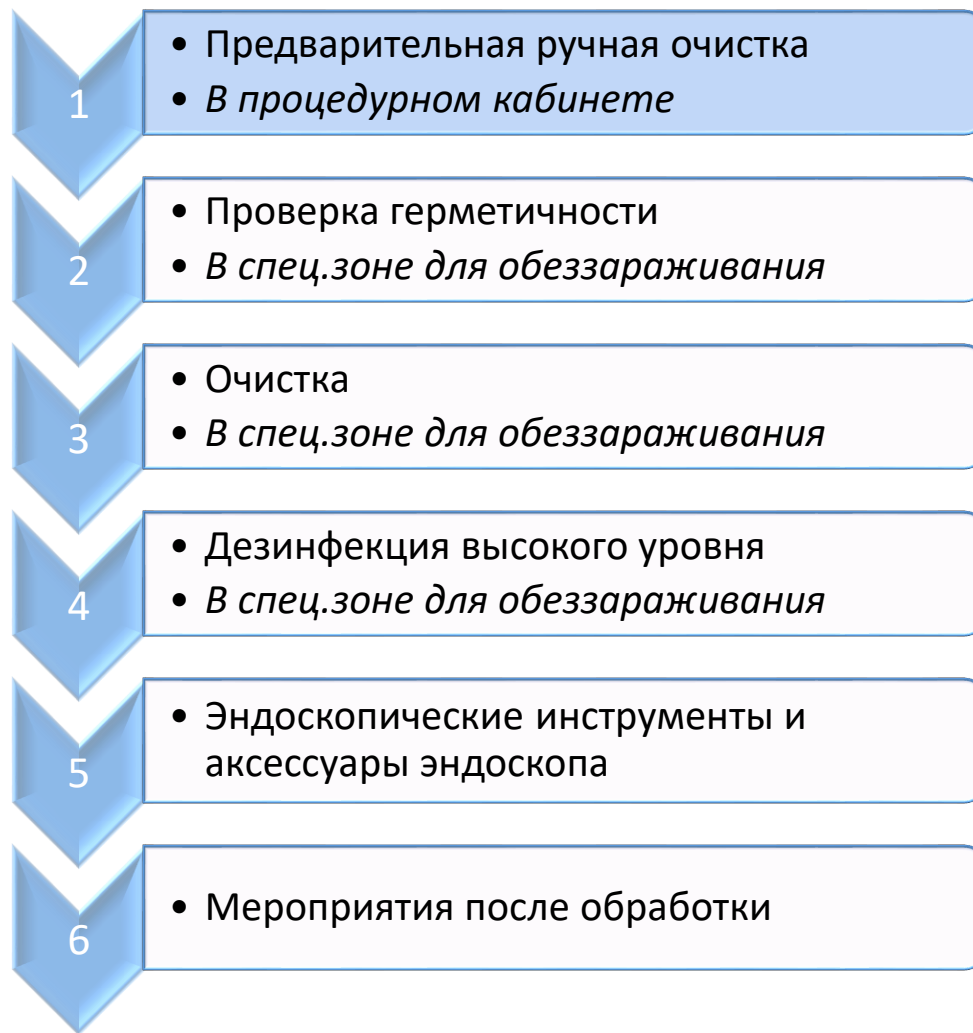 1
• Предварительная ручная очистка
• В процедурном кабинете
2
• Проверка герметичности
• В спец.зоне для обеззараживания
3
• Очистка
• В спец.зоне для обеззараживания
4
• Дезинфекция высокого уровня
• В спец.зоне для обеззараживания
5
• Эндоскопические инструменты и
аксессуары эндоскопа
6
• Мероприятия после обработки